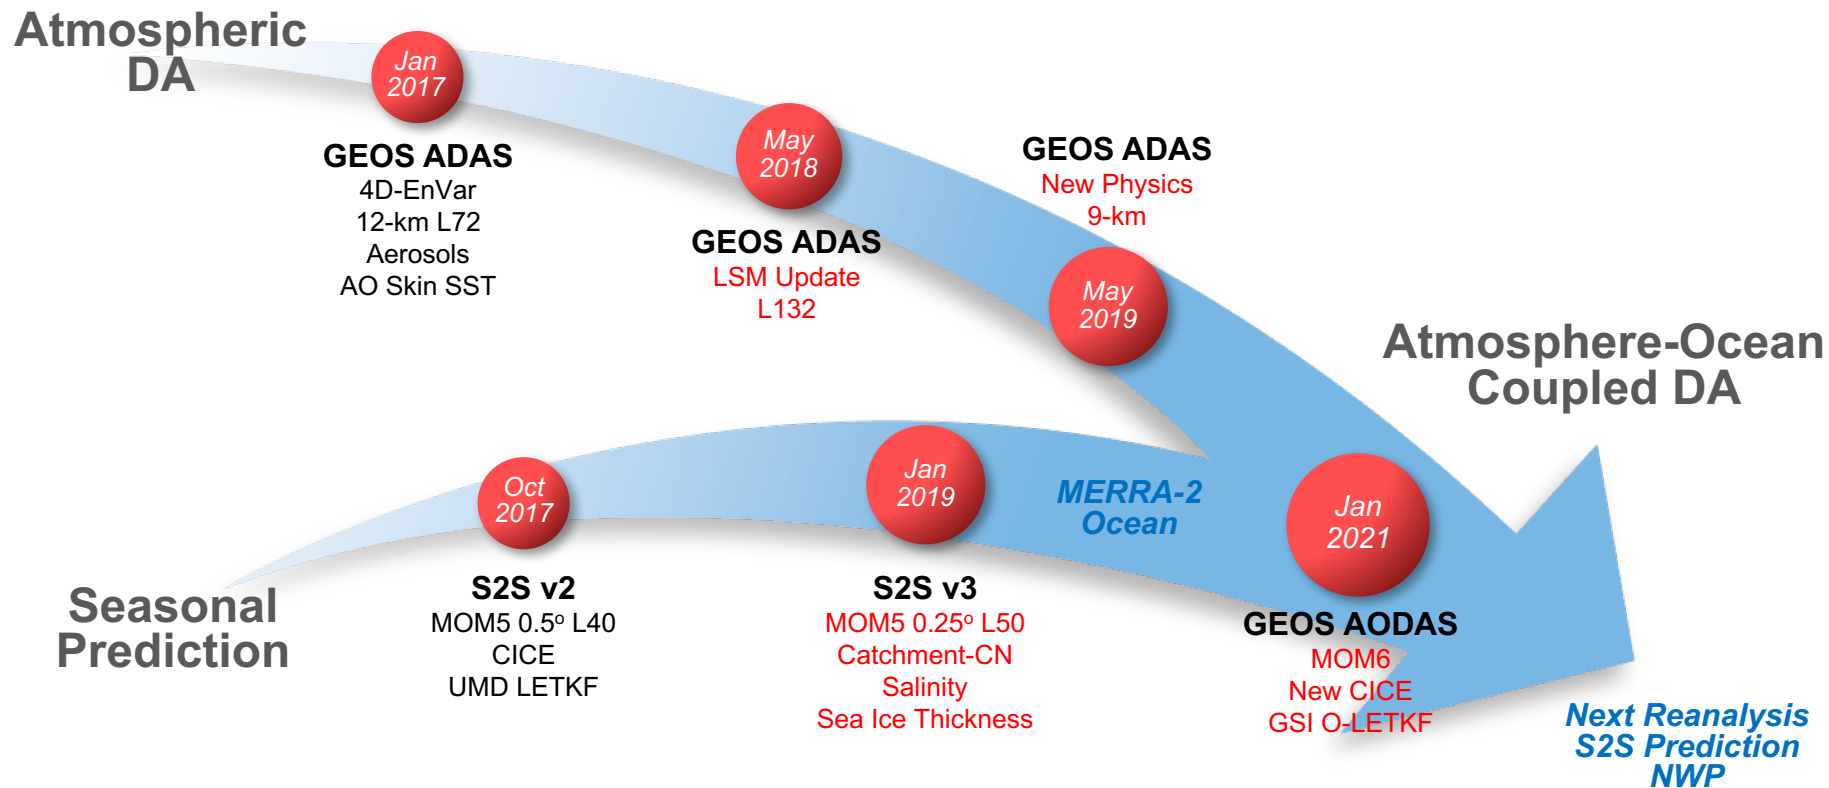 Atmospheric
DA
Jan
2017
GEOS ADAS
4D-EnVar
12-km L72
Aerosols
AO Skin SST
May
2018
GEOS ADAS
LSM Update
L132
GEOS ADAS
New Physics
9-km
May
2019
Atmosphere-Ocean
Coupled DA
Seasonal
Prediction
Oct
2017
S2S v2
MOM5 0.5º L40
CICE
UMD LETKF
Jan
2019
S2S v3
MOM5 0.25º L50
Catchment-CN
Salinity
Sea Ice Thickness
MERRA-2
Ocean
Jan
2021
GEOS AODAS
MOM6
New CICE
GSI O-LETKF
Next Reanalysis
S2S Prediction
NWP